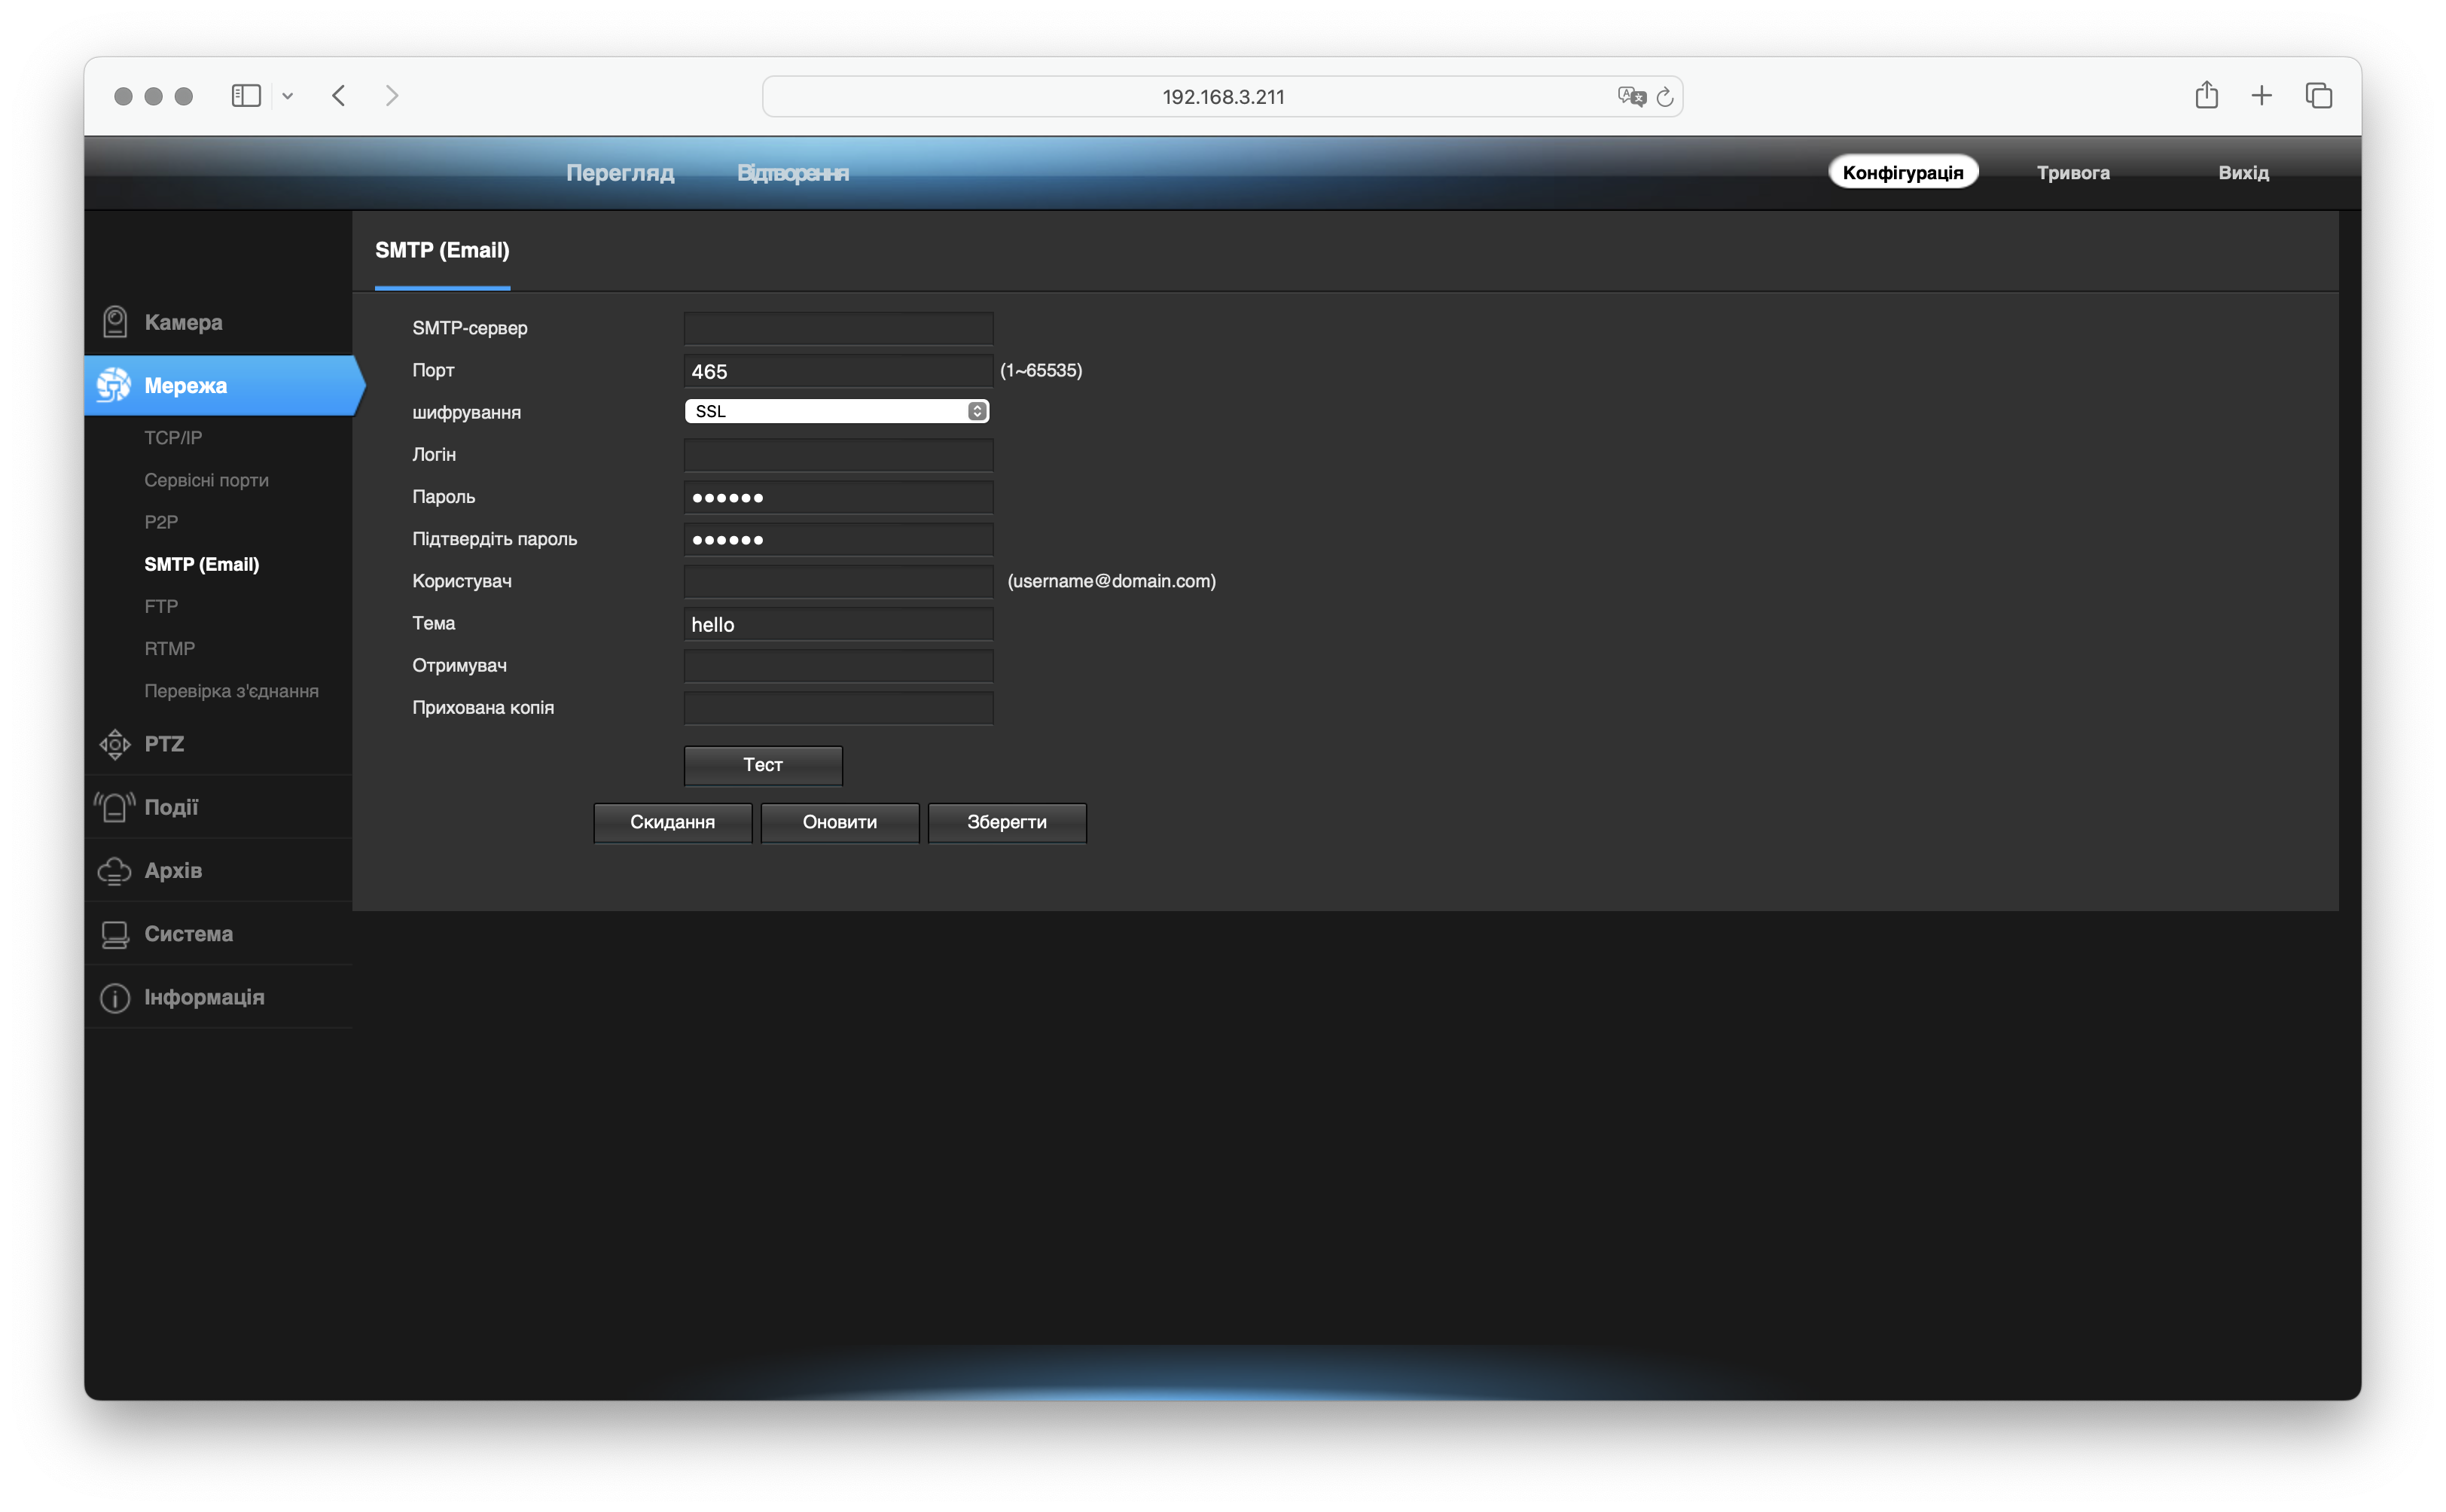 192.168.3.211
Перегляд Відтворення Конфігурація Тривога Вихід
SMTP (Email)
Камера
Мережа
TCP/IP
Сервісні порти
P2P
SMTP (Email)
FTP
RTMP
Перевірка з'єднання
PTZ
Події
Архів
Система
Інформація
SMTP-сервер
Порт 465 (1~65535)
шифрування SSL
Логін
Пароль ●●●●●●
Підтвердіть пароль ●●●●●●
Користувач (username@domain.com)
Тема hello
Отримувач
Прихована копія
Тест
Скидання Оновити Зберегти